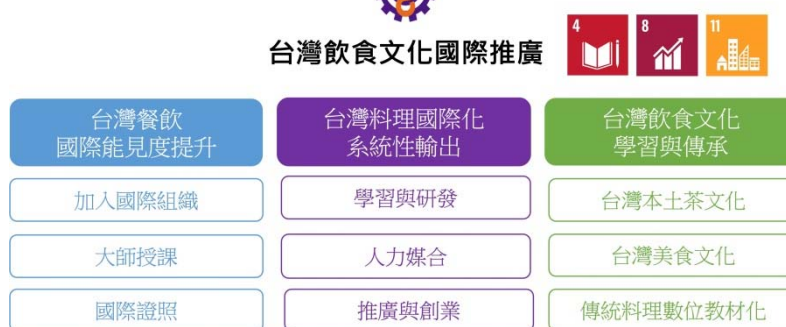 台灣飲食文化國際推廣
4
8
11
台灣餐飲
國際能見度提升
台灣料理國際化
系統性輸出
台灣飲食文化
學習與傳承
加入國際組織
學習與研發
台灣本土茶文化
大師授課
人力媒合
台灣美食文化
國際證照
推廣與創業
傳統料理數位教材化